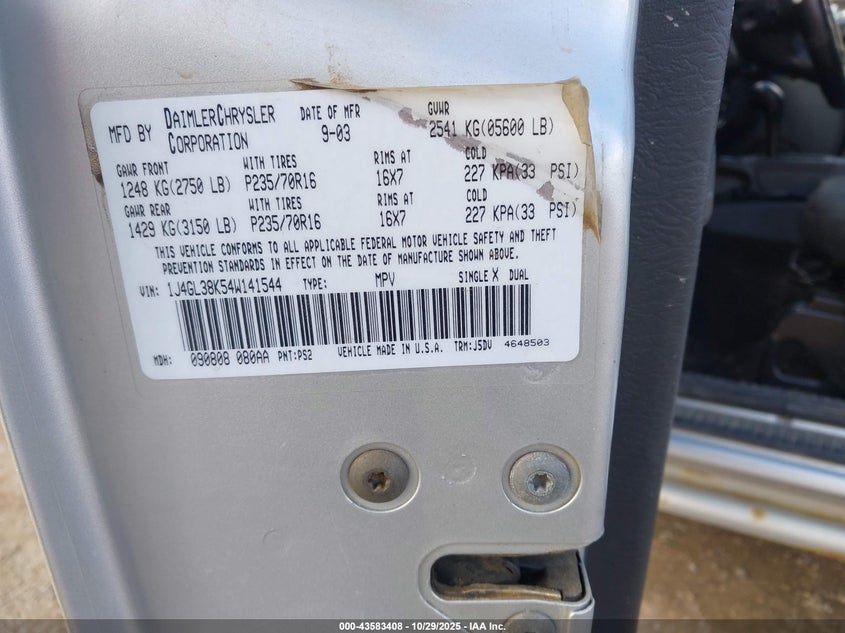 MFD BY DAIMLERCHRYSLER CORPORATION DATE OF MFR 9-03 GVWR 2541 KG(05600 LB)
GAWR FRONT WITH TIRES RIMS AT COLD
1248 KG(2750 LB) P235/70R16 16X7 227 KPA(33 PSI)
GAWR REAR WITH TIRES RIMS AT COLD
1429 KG(3150 LB) P235/70R16 16X7 227 KPA(33 PSI)
THIS VEHICLE CONFORMS TO ALL APPLICABLE FEDERAL MOTOR VEHICLE SAFETY AND THEFT
PREVENTION STANDARDS IN EFFECT ON THE DATE OF MANUFACTURE SHOWN ABOVE.
VIN: 1J4GL38K54W141544 TYPE: MPV SINGLE X DUAL
MDH: 090808 080AA PNT:PS2 VEHICLE MADE IN U.S.A. TRM:J5DV 4648503
000-43583408 - 10/29/2025 - IAA Inc.